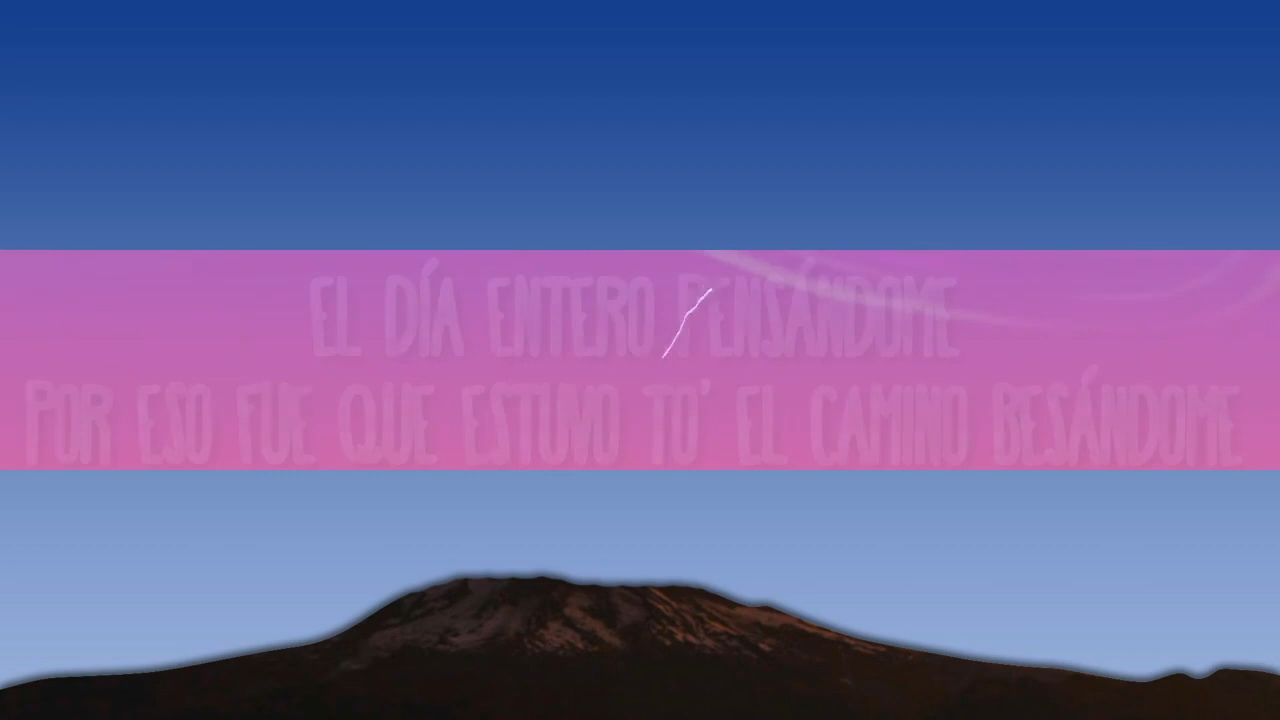 EL DÍA ENTERO PENSÁNDOME
POR ESO FUE QUE ESTUVO TO' EL CAMINO BESÁNDOME